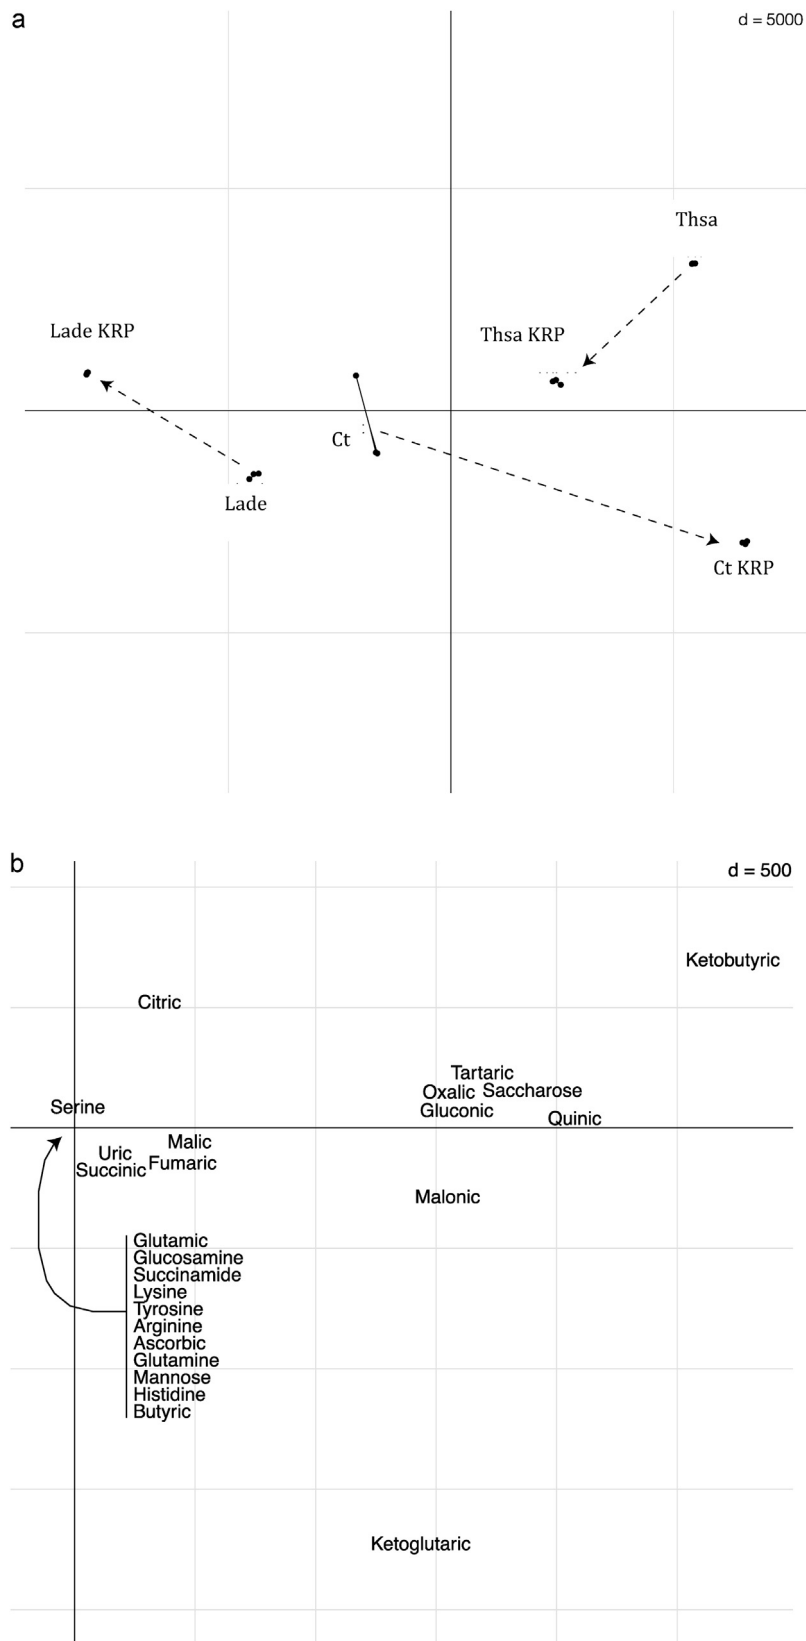 a
d = 5000
Thsa
Lade KRP
Thsa KRP
Ct
Lade
Ct KRP
b
d = 500
Ketobutyric
Citric
Tartaric
Oxalic Saccharose
Serine
Gluconic
Quinic
Malic
Uric
Succinic Fumaric
Malonic
Glutamic
Glucosamine
Succinamide
Lysine
Tyrosine
Arginine
Ascorbic
Glutamine
Mannose
Histidine
Butyric
Ketoglutaric